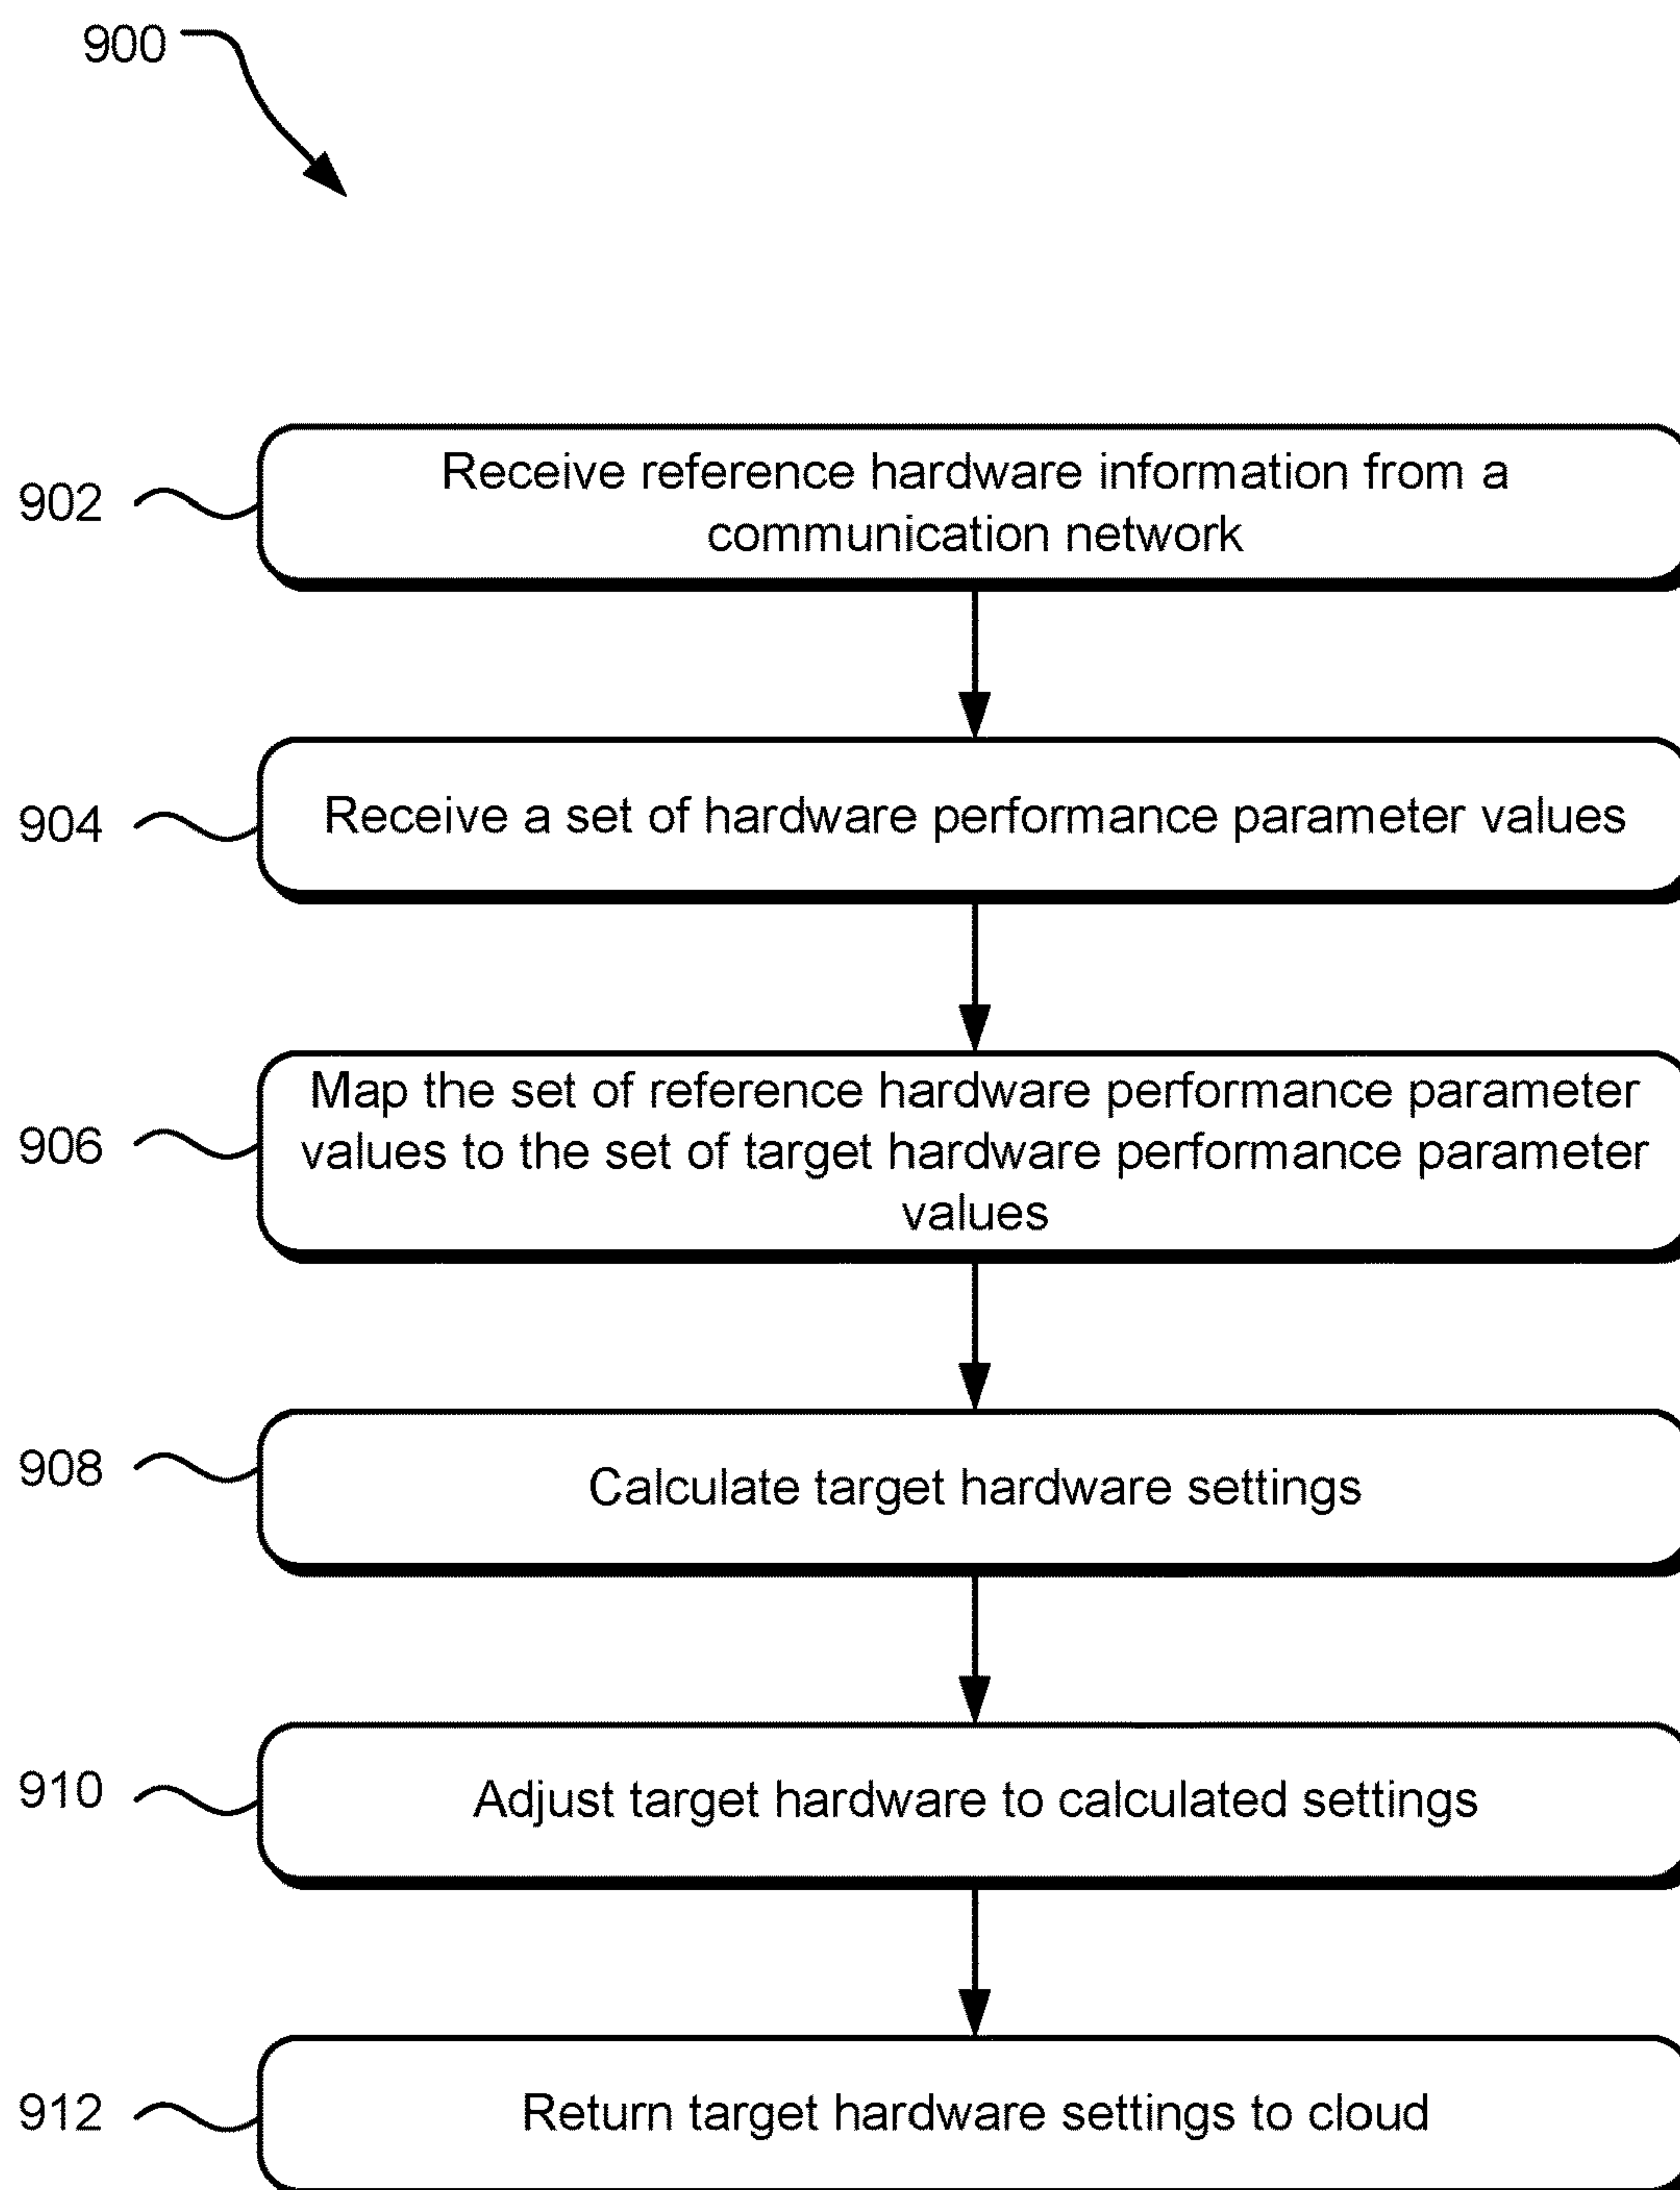 900
902
Receive reference hardware information from a
communication network
904
Receive a set of hardware performance parameter values
906
Map the set of reference hardware performance parameter
values to the set of target hardware performance parameter
values
908
Calculate target hardware settings
910
Adjust target hardware to calculated settings
912
Return target hardware settings to cloud